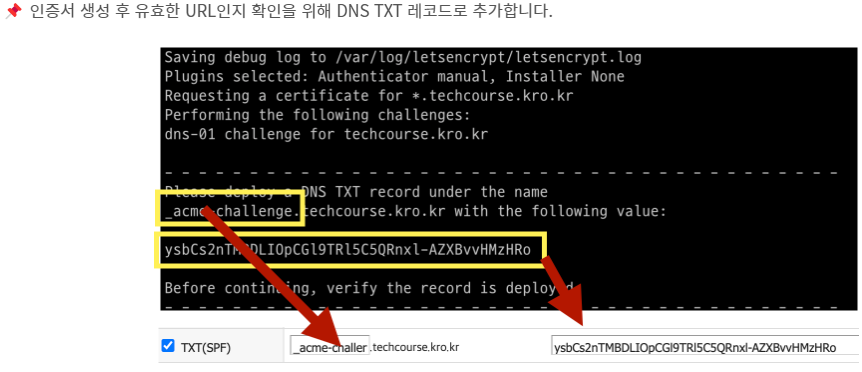 📌 인증서 생성 후 유효한 URL인지 확인을 위해 DNS TXT 레코드로 추가합니다.
Saving debug log to /var/log/letsencrypt/letsencrypt.log
Plugins selected: Authenticator manual, Installer None
Requesting a certificate for *.techcourse.kro.kr
Performing the following challenges:
dns-01 challenge for techcourse.kro.kr
- - - - - - - - - - - - - - - - - - - - - - - - - - - - - - - - - - - - - - - -
Please deploy a DNS TXT record under the name
_acme-challenge.techcourse.kro.kr with the following value:
ysbCs2nTMBDLIOpCGl9TRl5C5QRnxl-AZXBvvHMzHRo
Before continuing, verify the record is deployed
- - - - - - - - - - - - - - - - - - - - - - - - - - - - - - - - - - - - - - - -
TXT(SPF) _acme-challer .techcourse.kro.kr ysbCs2nTMBDLIOpCGl9TRl5C5QRnxl-AZXBvvHMzHRo